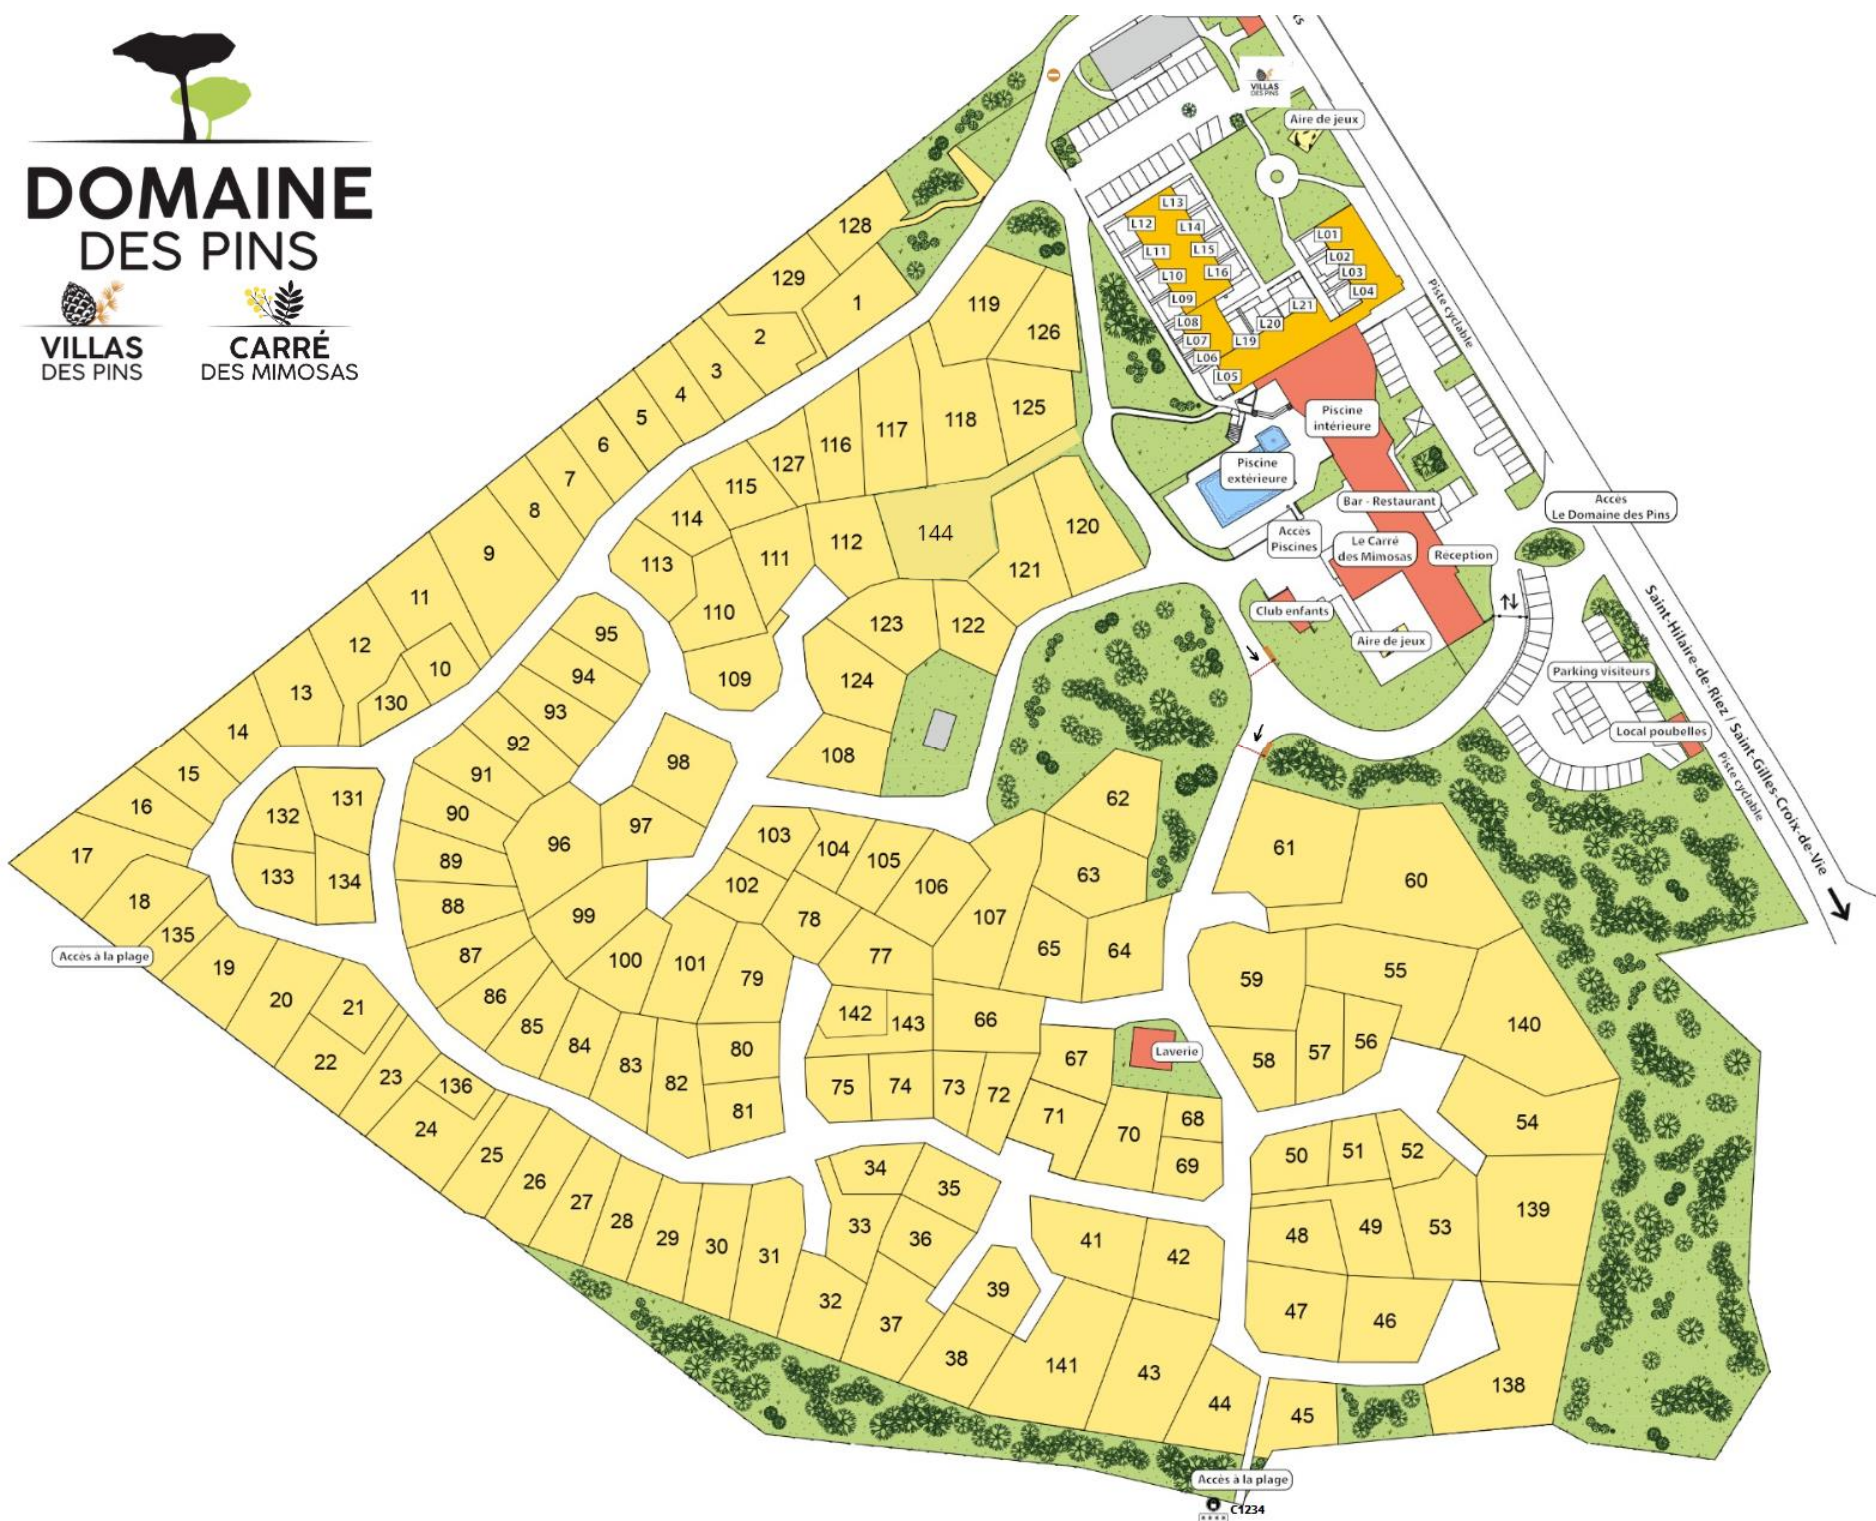 DOMAINE
DES PINS
VILLAS
DES PINS
CARRÉ
DES MIMOSAS
VILLAS
DES PINS
Aire de jeux
L13
L12
L14
L11
L15
L10
L16
L09
L08
L07
L06
L05
L19
L20
L21
L01
L02
L03
L04
Piste cyclable
Piscine
intérieure
Piscine
extérieure
Bar - Restaurant
Accès
Piscines
Le Carré
des Mimosas
Réception
Accès
Le Domaine des Pins
Club enfants
Aire de jeux
Parking visiteurs
Local poubelles
Saint-Hilaire-de-Riez / Saint-Gilles-Croix-de-Vie
Piste cyclable
128
129
1
2
3
4
5
6
7
8
9
11
10
12
130
13
14
15
16
17
18
135
19
20
21
22
23
136
24
25
26
27
28
29
30
31
32
33
34
35
36
37
38
39
141
41
42
43
44
45
46
47
48
49
50
51
52
53
54
139
138
140
55
56
57
58
59
60
61
62
63
64
65
66
67
68
69
70
71
72
73
74
75
142
143
77
78
79
80
81
82
83
84
85
86
87
88
89
90
91
92
93
94
95
96
97
98
99
100
101
102
103
104
105
106
107
108
109
110
111
112
113
114
115
127
116
117
118
119
126
125
144
120
121
122
123
124
131
132
133
134
Laverie
Accès à la plage
Accès à la plage
C1234